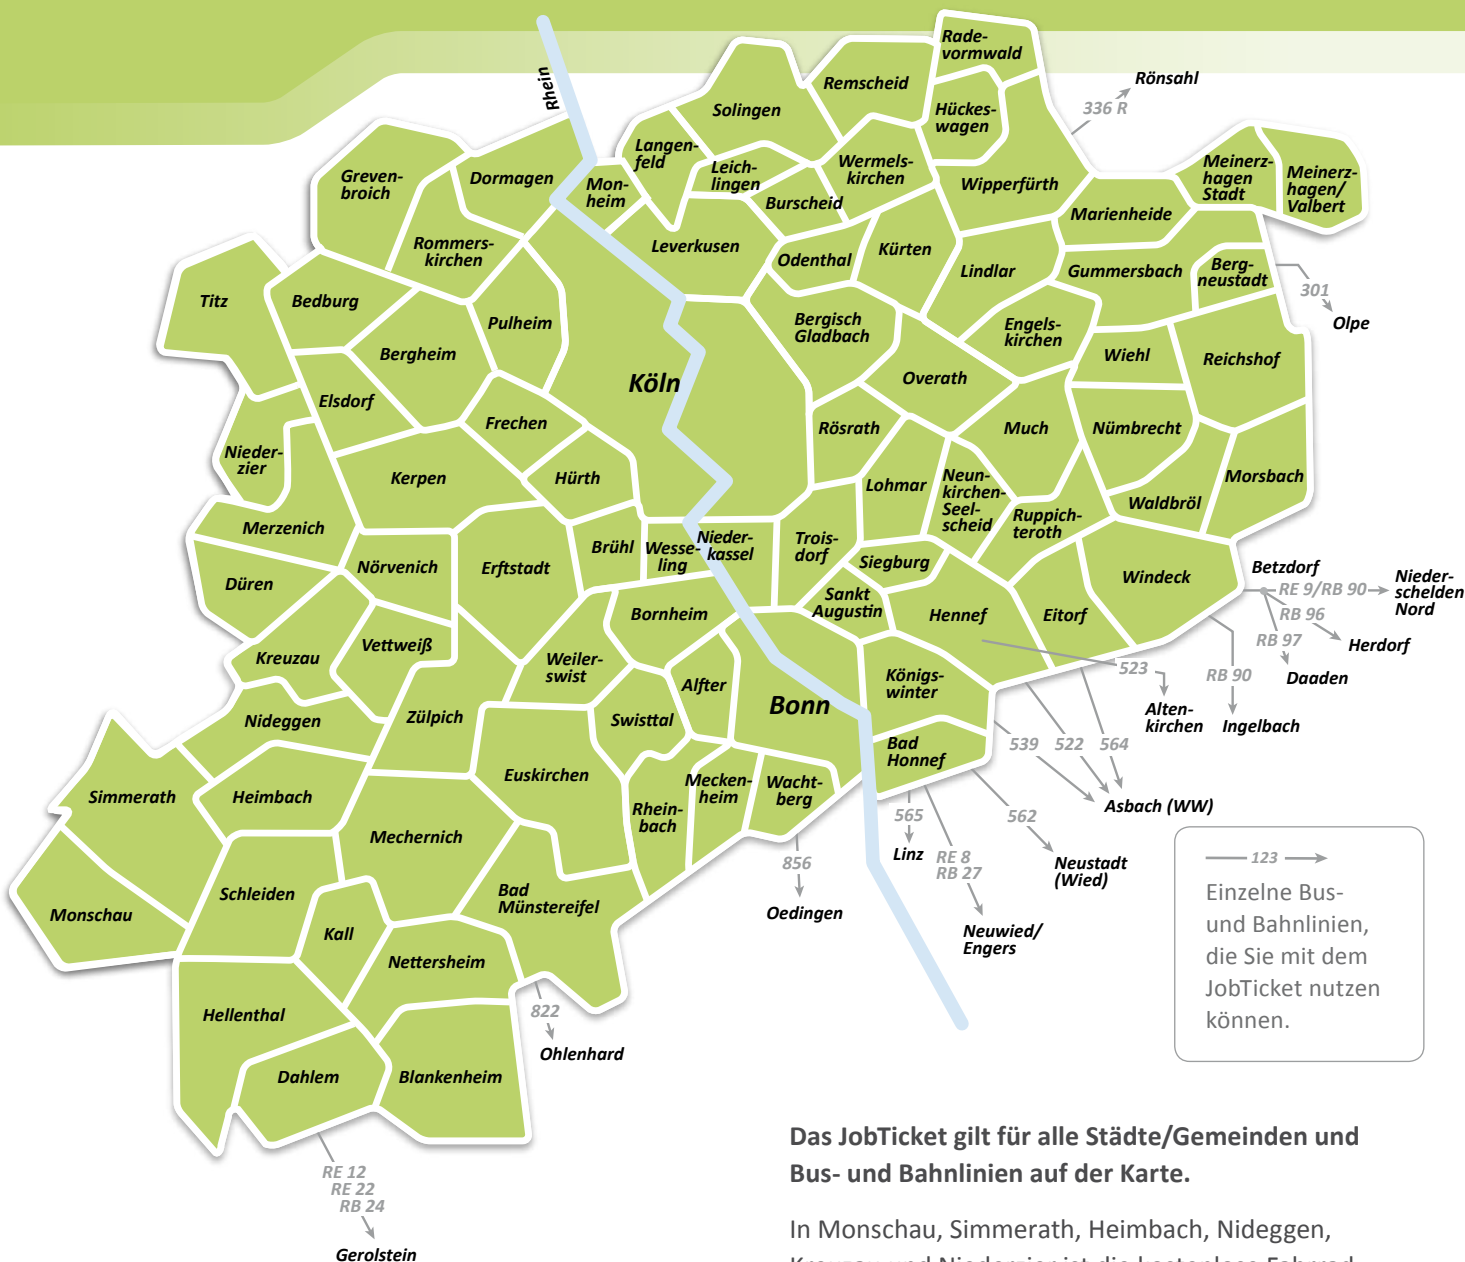 Rhein
Rade-
vormwald
Remscheid
Solingen
Hückes-
wagen
Rönsahl
336 R
Langen-
feld
Leich-
lingen
Wermels-
kirchen
Wipperfürth
Meinerz-
hagen
Stadt
Meinerz-
hagen/
Valbert
Greven-
broich
Dormagen
Mon-
heim
Burscheid
Marienheide
Rommers-
kirchen
Leverkusen
Odenthal
Kürten
Lindlar
Gummersbach
Berg-
neustadt
301
Olpe
Titz
Bedburg
Pulheim
Bergheim
Bergisch
Gladbach
Engels-
kirchen
Wiehl
Reichshof
Köln
Overath
Elsdorf
Frechen
Rösrath
Much
Nümbrecht
Nieder-
zier
Kerpen
Hürth
Lohmar
Neun-
kirchen-
Seel-
scheid
Morsbach
Waldbröl
Ruppich-
teroth
Merzenich
Brühl
Wesse-
ling
Nieder-
kassel
Trois-
dorf
Siegburg
Windeck
Düren
Nörvenich
Erftstadt
Sankt
Augustin
Hennef
Eitorf
Bornheim
Betzdorf
RE 9/RB 90
Nieder-
schelden
Nord
RB 96
Herdorf
RB 97
Daaden
RB 90
Ingelbach
523
Alten-
kirchen
Kreuzau
Vettweiß
Weiler-
swist
Alfter
Königs-
winter
Nideggen
Zülpich
Swisttal
Bonn
Bad
Honnef
539
522
564
Asbach (WW)
Simmerath
Heimbach
Euskirchen
Rhein-
bach
Mecken-
heim
Wacht-
berg
565
Linz
RE 8
RB 27
Neuwied/
Engers
562
Neustadt
(Wied)
856
Oedingen
Mechernich
Monschau
Schleiden
Kall
Bad
Münstereifel
Nettersheim
Hellenthal
822
Ohlenhard
Dahlem
Blankenheim
RE 12
RE 22
RB 24
Gerolstein
123
Einzelne Bus-
und Bahnlinien,
die Sie mit dem
JobTicket nutzen
können.
Das JobTicket gilt für alle Städte/Gemeinden und
Bus- und Bahnlinien auf der Karte.
In Monschau, Simmerath, Heimbach, Nideggen,
Kreuzau und Niederzier ist die kostenlose Fahrrad-